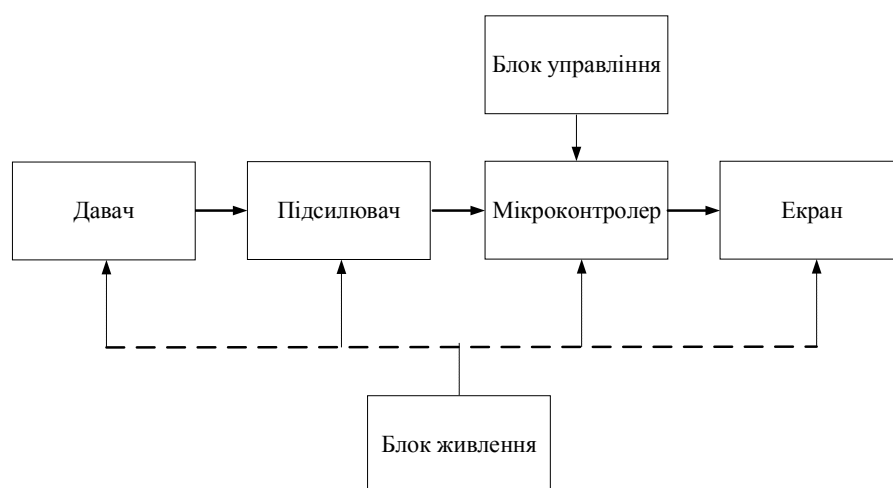 Блок управління
Давач
Підсилювач
Мікроконтролер
Екран
Блок живлення